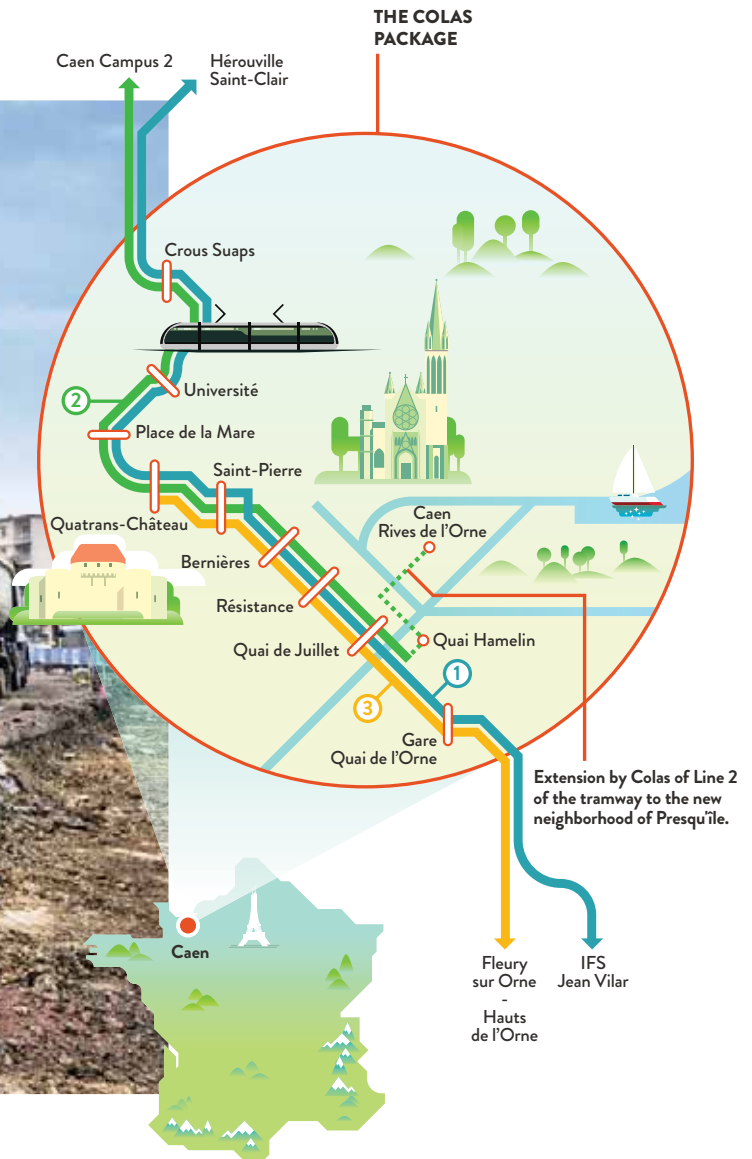 THE COLAS
PACKAGE
Caen Campus 2
Hérouville
Saint-Clair
Crous Suaps
Université
2
Place de la Mare
Saint-Pierre
Quatrans-Château
Caen
Rives de l'Orne
Bernières
Résistance
Quai Hamelin
Quai de Juillet
1
3
Gare
Quai de l'Orne
Extension by Colas of Line 2
of the tramway to the new
neighborhood of Presqu'île.
Caen
Fleury
sur Orne
-
Hauts
de l'Orne
IFS
Jean Vilar